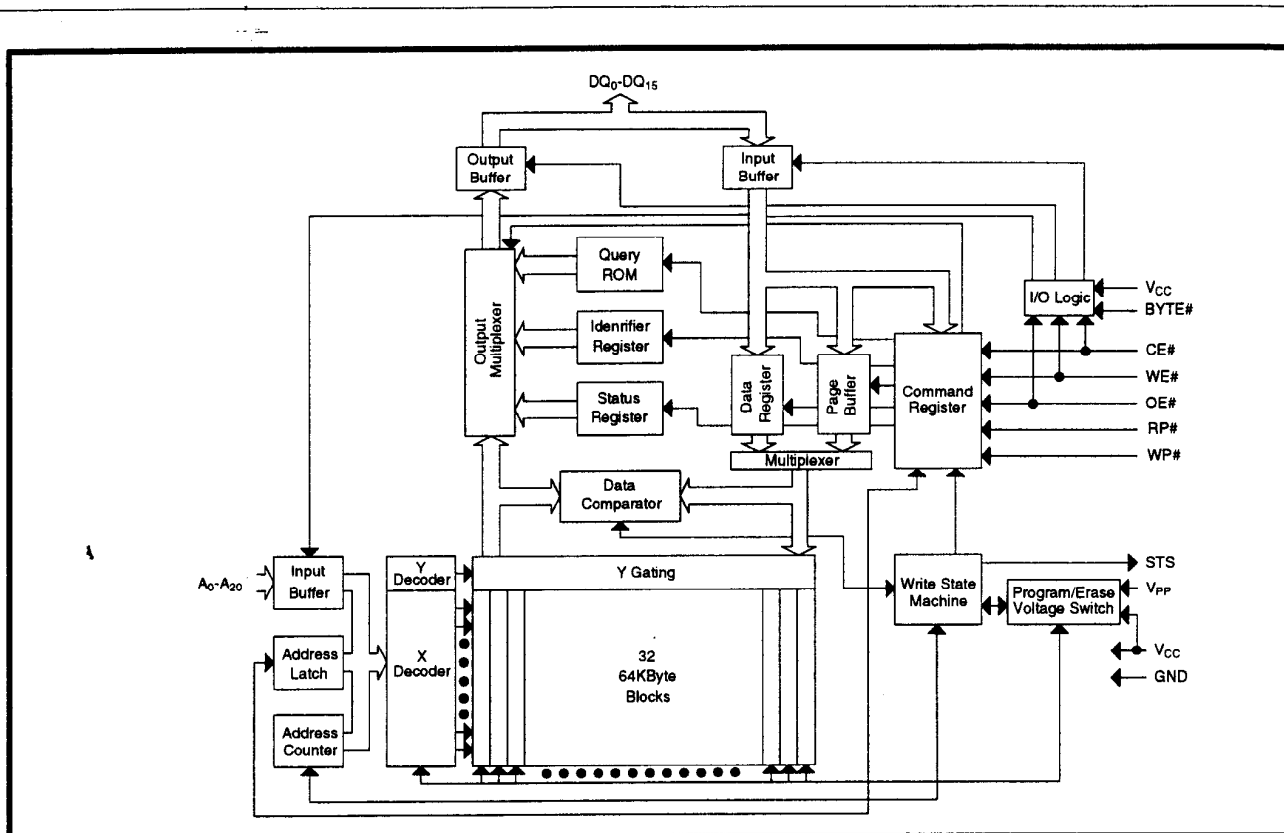 DQ0-DQ15
Output
Buffer
Input
Buffer
Query
ROM
I/O Logic
VCC
BYTE#
Output
Multiplexer
Idenrifier
Register
Data
Register
Page
Buffer
Command
Register
CE#
WE#
OE#
RP#
WP#
Status
Register
Multiplexer
Data
Comparator
A0-A20
Input
Buffer
Y
Decoder
Y Gating
Write State
Machine
STS
Program/Erase
Voltage Switch
VPP
VCC
GND
Address
Latch
X
Decoder
32
64KByte
Blocks
Address
Counter